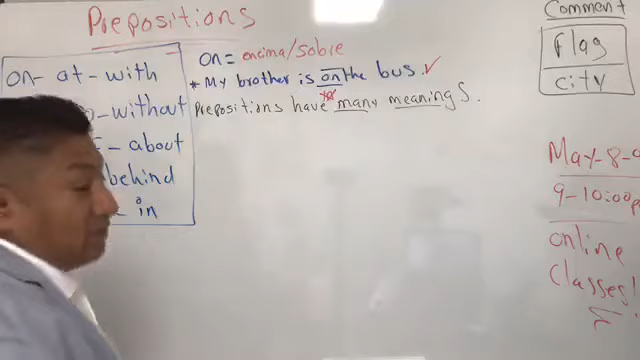 Prepositions
on- at - with
without
- about
behind
- in
on= encima/sobre
* My brother is on the bus. ✓
Prepositions have many meanings.
Comment
Flag
city
May-8-
9-10:00p
online
Classes!